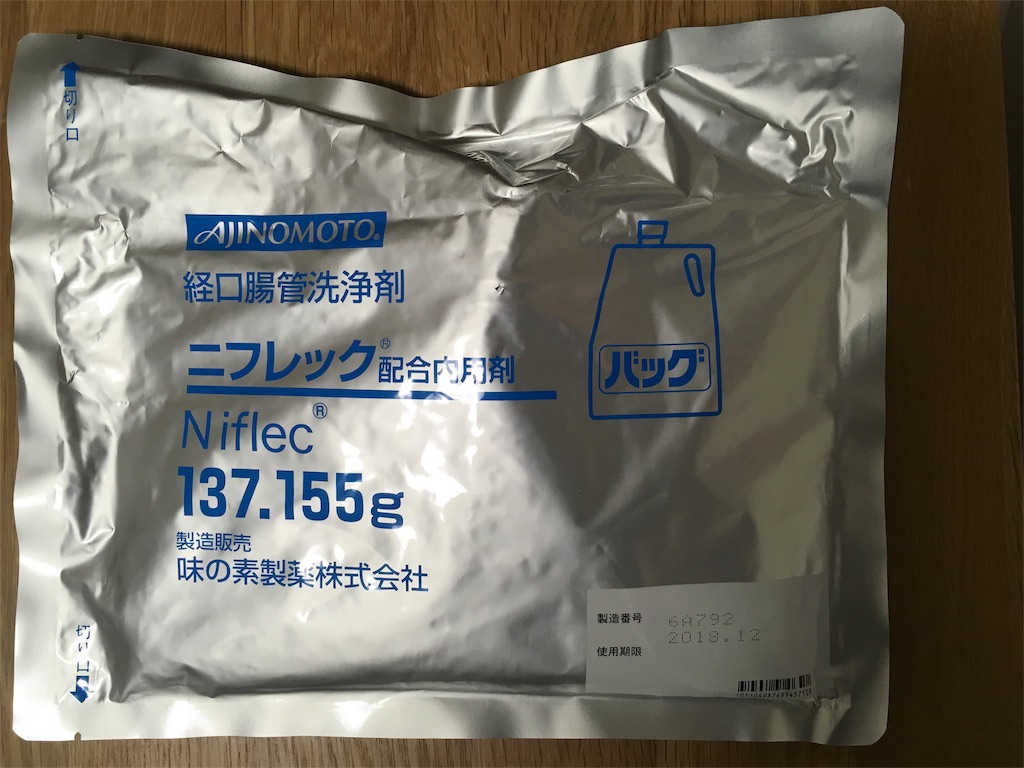 切り口
AJINOMOTO®
経口腸管洗浄剤
ニフレック®配合内用剤
Niflec®
137.155g
製造販売
味の素製薬株式会社
バッグ
製造番号 6A792
2018.12
使用期限
切り口